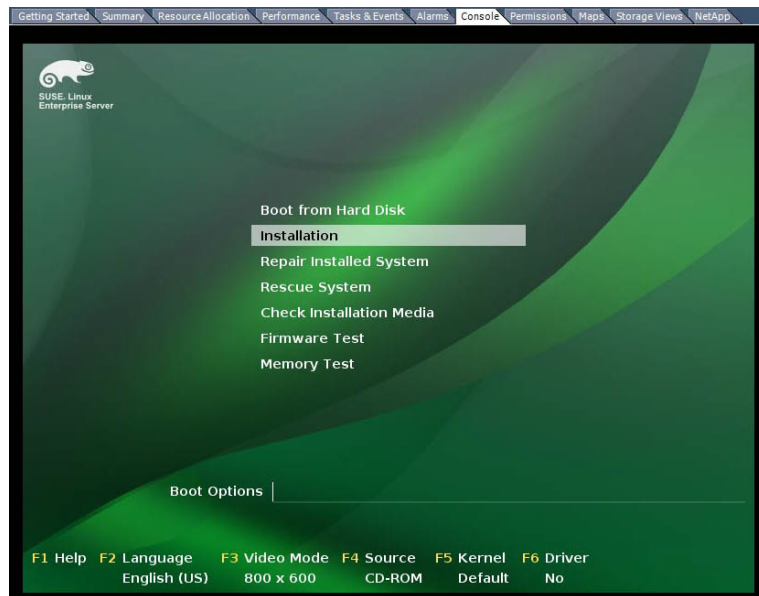 Getting Started Summary Resource Allocation Performance Tasks & Events Alarms Console Permissions Maps Storage Views NetApp
SUSE. Linux
Enterprise Server
Boot from Hard Disk
Installation
Repair Installed System
Rescue System
Check Installation Media
Firmware Test
Memory Test
Boot Options
F1 Help F2 Language F3 Video Mode F4 Source F5 Kernel F6 Driver
English (US) 800 x 600 CD-ROM Default No